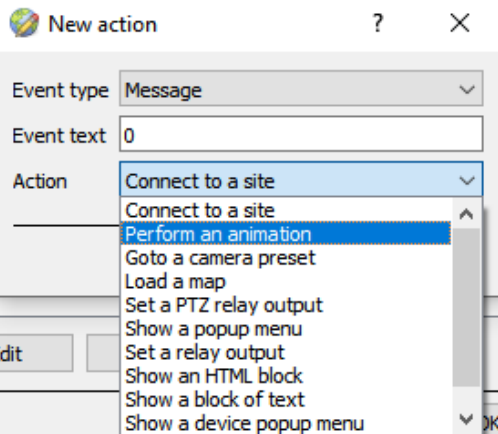 New action
?
Event type Message
Event text 0
Action Connect to a site
Connect to a site
Perform an animation
Goto a camera preset
Load a map
Set a PTZ relay output
Show a popup menu
Set a relay output
Show an HTML block
Show a block of text
Show a device popup menu